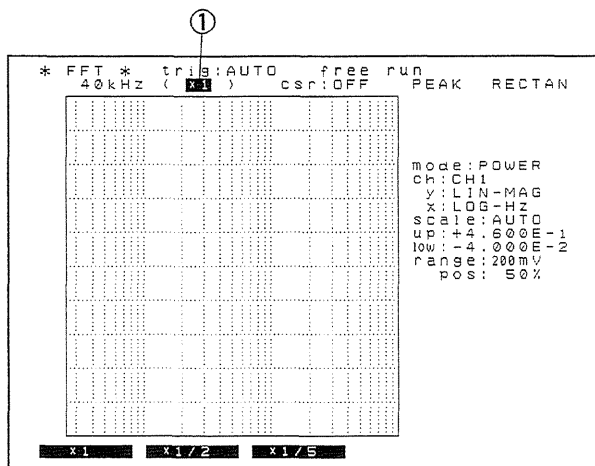 ①
* FFT * trig:AUTO free run
40kHz ( x1 ) csr:OFF PEAK RECTAN
mode:POWER
ch:CH1
y:LIN-MAG
x:LOG-Hz
scale:AUTO
up:+4.600E-1
low:-4.000E-2
range:200mV
pos: 50%
x1 x1/2 x1/5